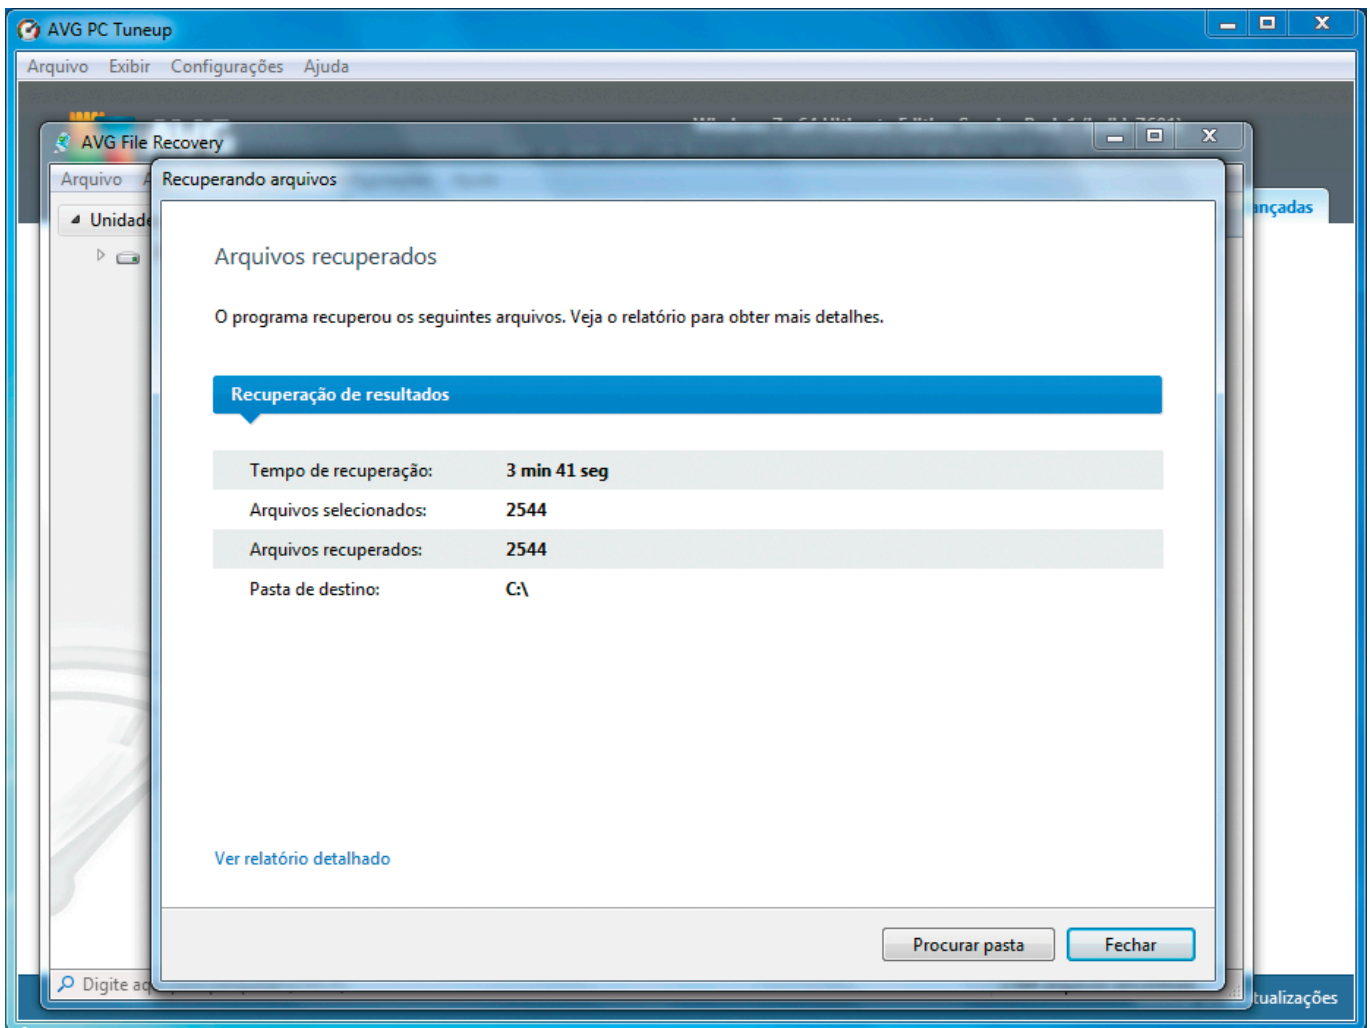 AVG PC Tuneup
Arquivo Exibir Configurações Ajuda
AVG File Recovery
Arquivo
Recuperando arquivos
ançadas
Unidade
Arquivos recuperados
O programa recuperou os seguintes arquivos. Veja o relatório para obter mais detalhes.
Recuperação de resultados
Tempo de recuperação: 3 min 41 seg
Arquivos selecionados: 2544
Arquivos recuperados: 2544
Pasta de destino: C:\
Ver relatório detalhado
Procurar pasta Fechar
Digite aq
tualizações